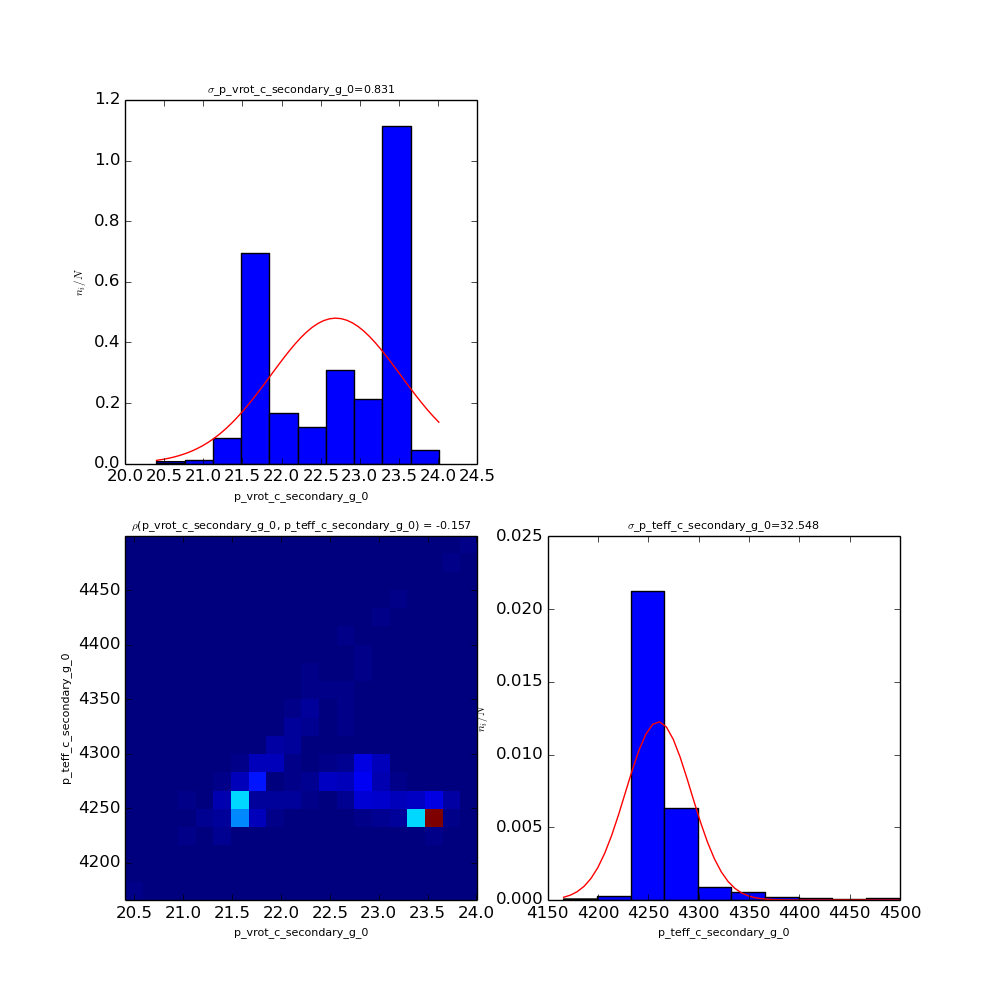 σ_p_vrot_c_secondary_g_0=0.831
1.2
1.0
0.8
0.6
0.4
0.2
0.0
n_i/N
20.0 20.5 21.0 21.5 22.0 22.5 23.0 23.5 24.0 24.5
p_vrot_c_secondary_g_0
ρ(p_vrot_c_secondary_g_0, p_teff_c_secondary_g_0) = -0.157
4450
4400
4350
4300
4250
4200
p_teff_c_secondary_g_0
20.5 21.0 21.5 22.0 22.5 23.0 23.5 24.0
p_vrot_c_secondary_g_0
σ_p_teff_c_secondary_g_0=32.548
0.025
0.020
0.015
0.010
0.005
0.000
n_i/N
4150 4200 4250 4300 4350 4400 4450 4500
p_teff_c_secondary_g_0